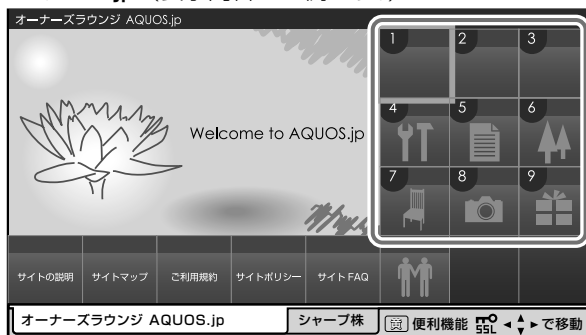 オーナーズラウンジ AQUOS.jp
1 2 3
Welcome to AQUOS.jp
4 5 6
7 8 9
サイトの説明 サイトマップ ご利用規約 サイトポリシー サイト FAQ
オーナーズラウンジ AQUOS.jp シャープ株 黄 便利機能 SSL で移動